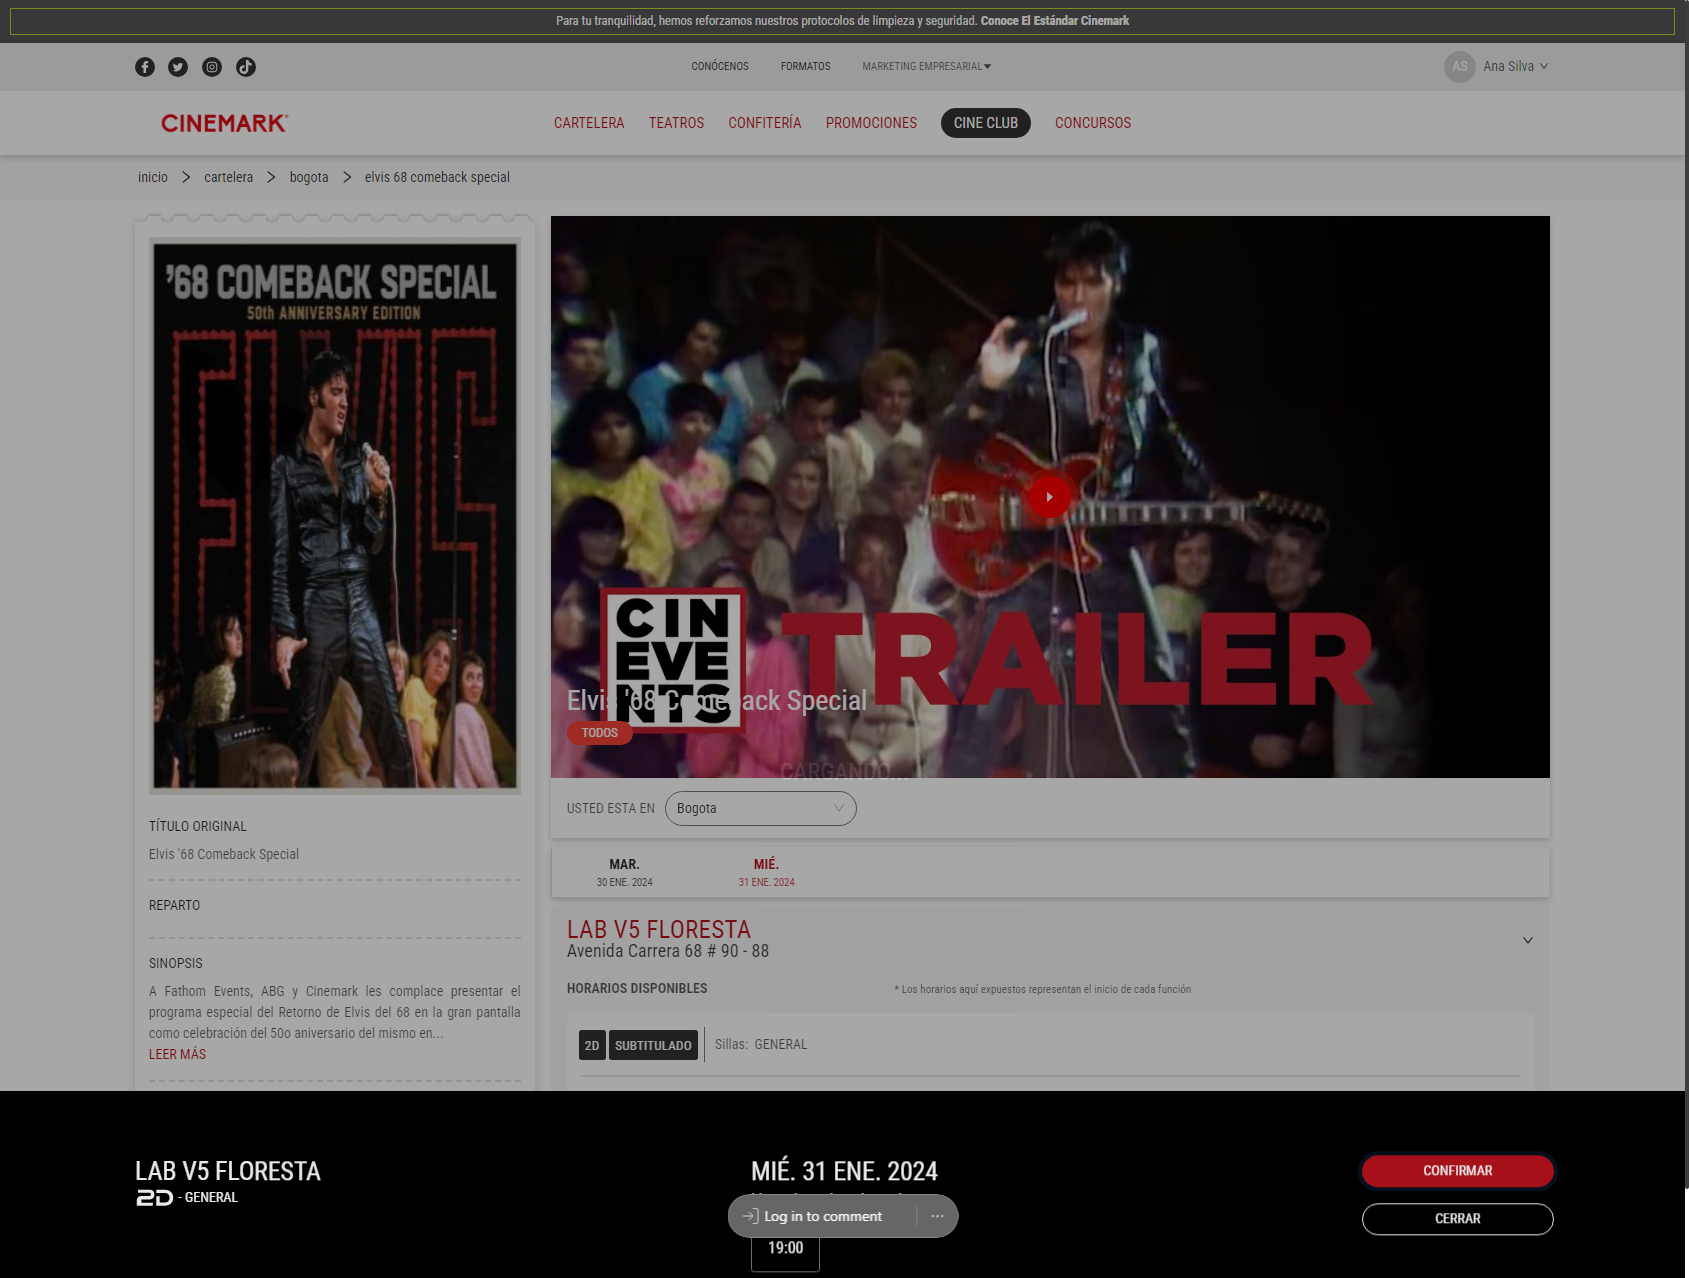 Para tu tranquilidad, hemos reforzamos nuestros protocolos de limpieza y seguridad. Conoce El Estándar Cinemark
CONÓCENOS FORMATOS MARKETING EMPRESARIAL
AS Ana Silva
CINEMARK
CARTELERA TEATROS CONFITERÍA PROMOCIONES CINE CLUB CONCURSOS
inicio > cartelera > bogota > elvis 68 comeback special
'68 COMEBACK SPECIAL
50th ANNIVERSARY EDITION
ELVIS
TÍTULO ORIGINAL
Elvis '68 Comeback Special
REPARTO
SINOPSIS
A Fathom Events, ABG y Cinemark les complace presentar el
programa especial del Retorno de Elvis del 68 en la gran pantalla
como celebración del 50o aniversario del mismo en...
LEER MÁS
CIN
EVE
NTS
TRAILER
Elvis '68 Comeback Special
TODOS
CARGANDO...
USTED ESTA EN Bogota
MAR. MIÉ.
30 ENE. 2024 31 ENE. 2024
LAB V5 FLORESTA
Avenida Carrera 68 # 90 - 88
HORARIOS DISPONIBLES * Los horarios aquí expuestos representan el inicio de cada función
2D SUBTITULADO Sillas: GENERAL
LAB V5 FLORESTA
2D - GENERAL
MIÉ. 31 ENE. 2024
Log in to comment
19:00
CONFIRMAR
CERRAR